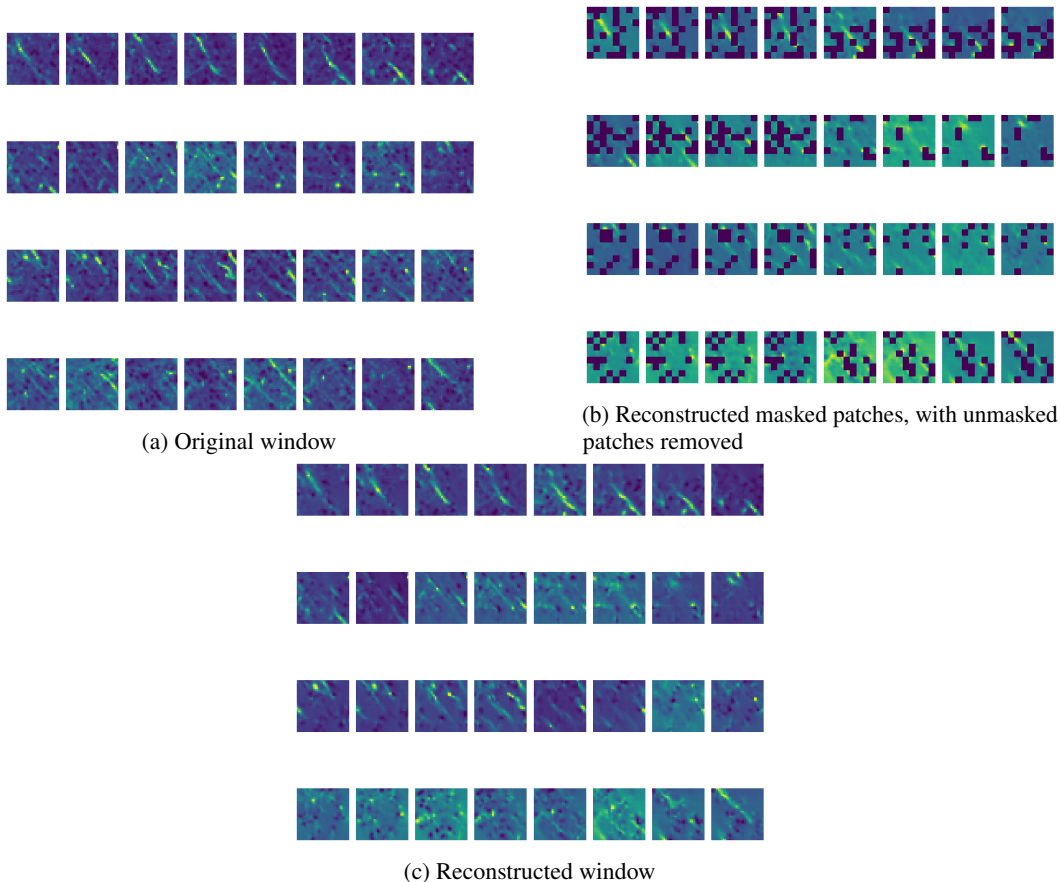 (a) Original window
(b) Reconstructed masked patches, with unmasked
patches removed
(c) Reconstructed window